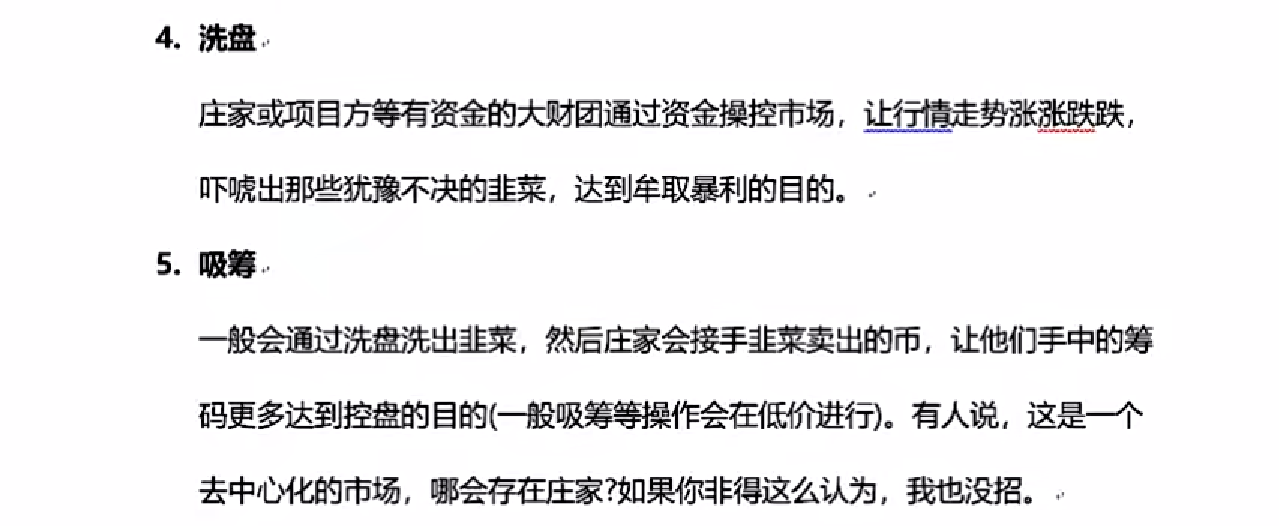 4. 洗盘
庄家或项目方等有资金的大财团通过资金操控市场，让行情走势涨涨跌跌，
吓唬出那些犹豫不决的韭菜，达到牟取暴利的目的。
5. 吸筹
一般会通过洗盘洗出韭菜，然后庄家会接手韭菜卖出的币，让他们手中的筹
码更多达到控盘的目的(一般吸筹等操作会在低价进行)。有人说，这是一个
去中心化的市场，哪会存在庄家?如果你非得这么认为，我也没招。